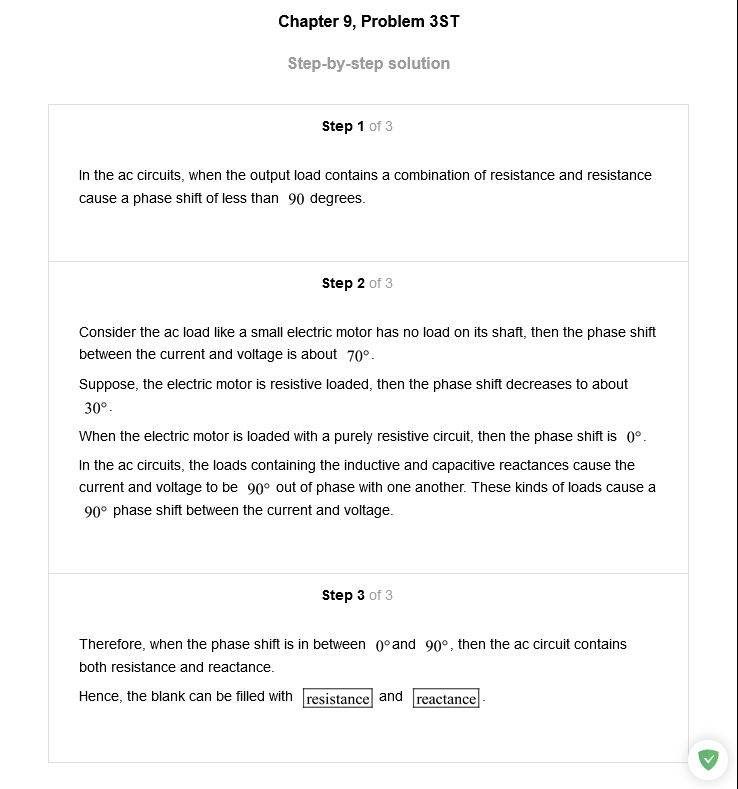 Chapter 9, Problem 3ST
Step-by-step solution
Step 1 of 3
In the ac circuits, when the output load contains a combination of resistance and resistance
cause a phase shift of less than 90 degrees.
Step 2 of 3
Consider the ac load like a small electric motor has no load on its shaft, then the phase shift
between the current and voltage is about 70°.
Suppose, the electric motor is resistive loaded, then the phase shift decreases to about
30°.
When the electric motor is loaded with a purely resistive circuit, then the phase shift is 0°.
In the ac circuits, the loads containing the inductive and capacitive reactances cause the
current and voltage to be 90° out of phase with one another. These kinds of loads cause a
90° phase shift between the current and voltage.
Step 3 of 3
Therefore, when the phase shift is in between 0° and 90°, then the ac circuit contains
both resistance and reactance.
Hence, the blank can be filled with resistance and reactance.